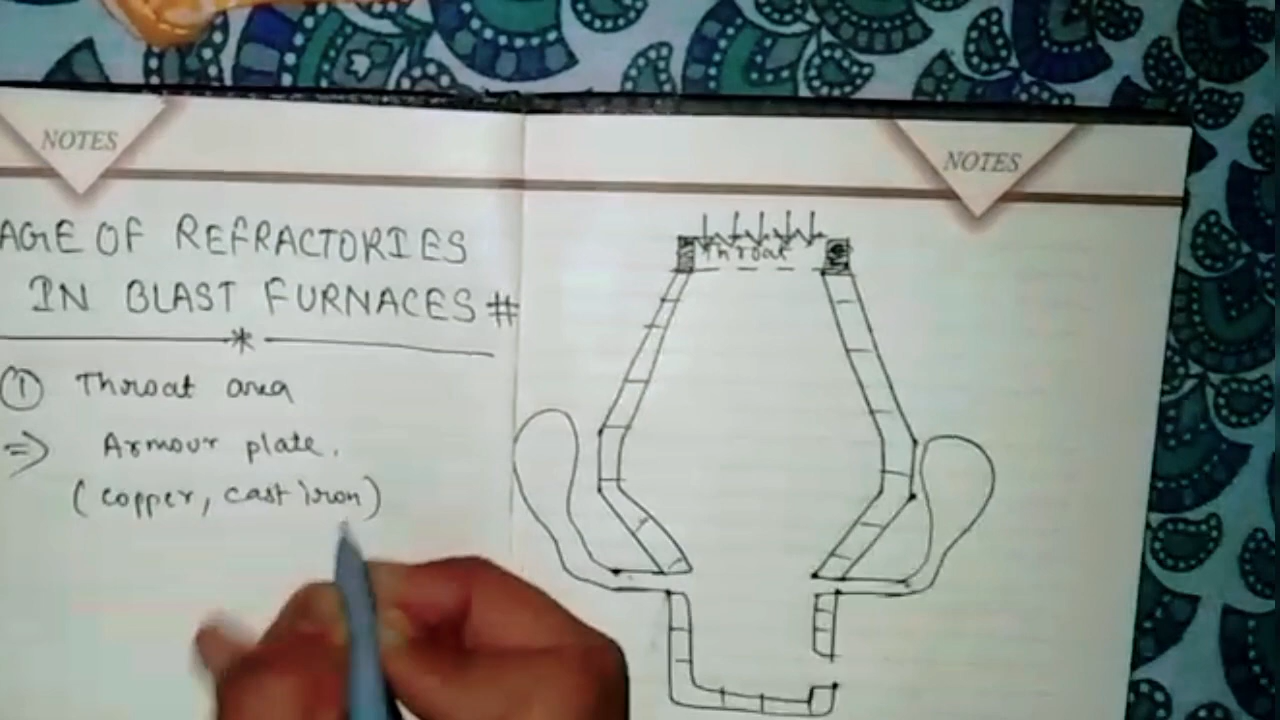 NOTES
NOTES
AGE OF REFRACTORIES
IN BLAST FURNACES #
① Throat area
⇒ Armour plate.
(copper, cast iron)
Throat